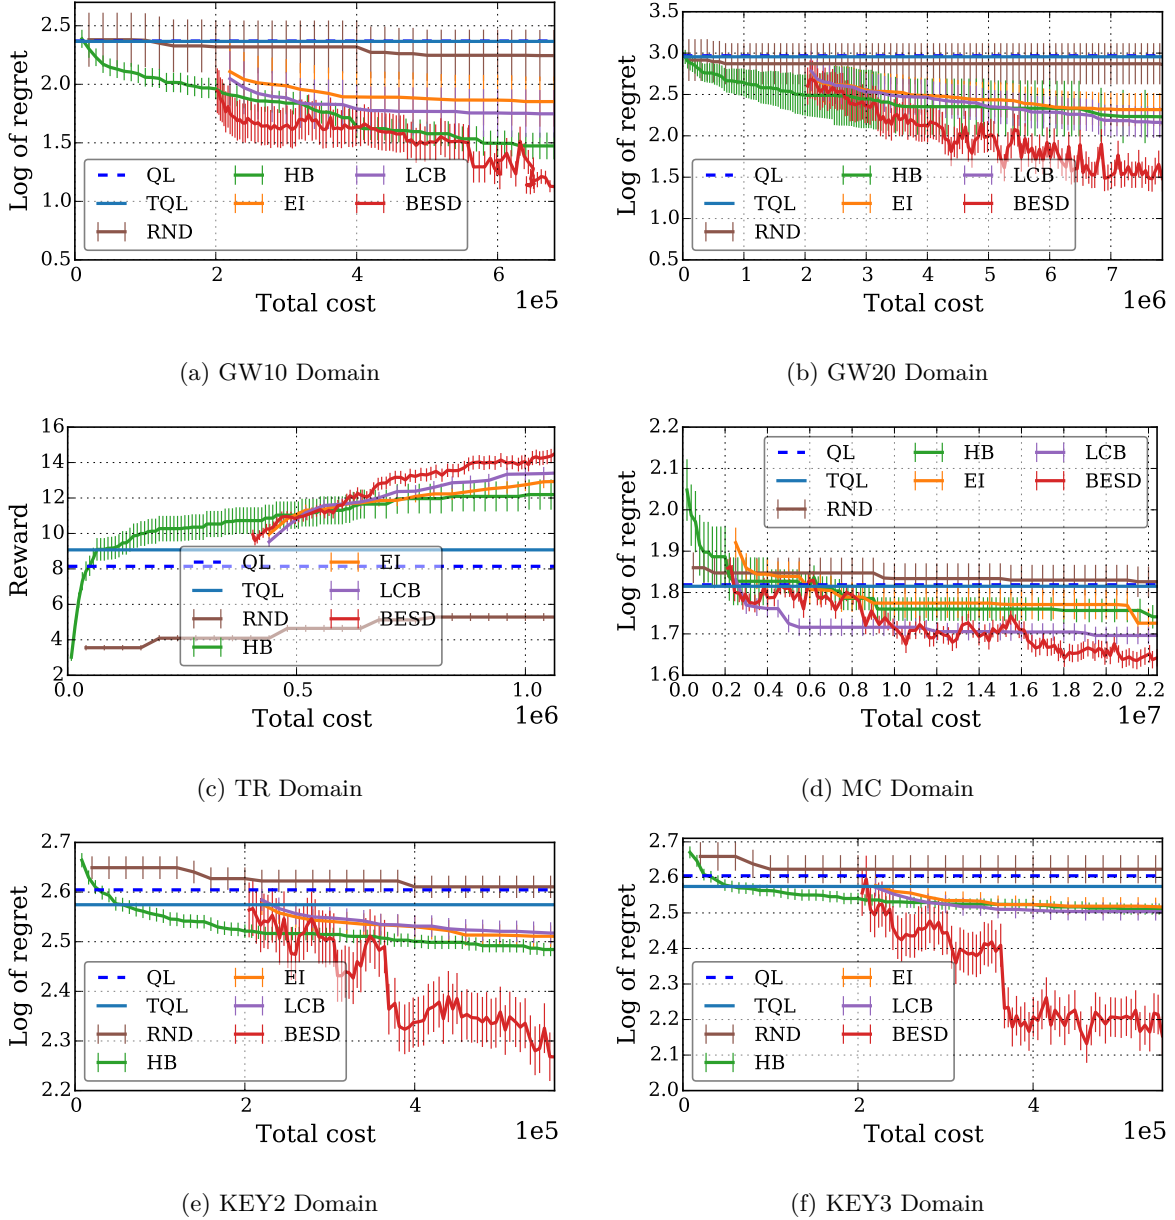 Log of regret
2.5
2.0
1.5
1.0
0.5
QL HB LCB
TQL EI BESD
RND
0 2 4 6
Total cost 1e5
(a) GW10 Domain
Log of regret
3.5
3.0
2.5
2.0
1.5
1.0
0.5
QL HB LCB
TQL EI BESD
RND
0 1 2 3 4 5 6 7
Total cost 1e6
(b) GW20 Domain
Reward
16
14
12
10
8
6
4
2
QL EI
TQL LCB
RND BESD
HB
0.0 0.5 1.0
Total cost 1e6
(c) TR Domain
Log of regret
2.2
2.1
2.0
1.9
1.8
1.7
1.6
QL HB LCB
TQL EI BESD
RND
0.0 0.2 0.4 0.6 0.8 1.0 1.2 1.4 1.6 1.8 2.0 2.2
Total cost 1e7
(d) MC Domain
Log of regret
2.7
2.6
2.5
2.4
2.3
2.2
QL EI
TQL LCB
RND BESD
HB
0 2 4
Total cost 1e5
(e) KEY2 Domain
Log of regret
2.7
2.6
2.5
2.4
2.3
2.2
2.1
2.0
QL EI
TQL LCB
RND BESD
HB
0 2 4
Total cost 1e5
(f) KEY3 Domain